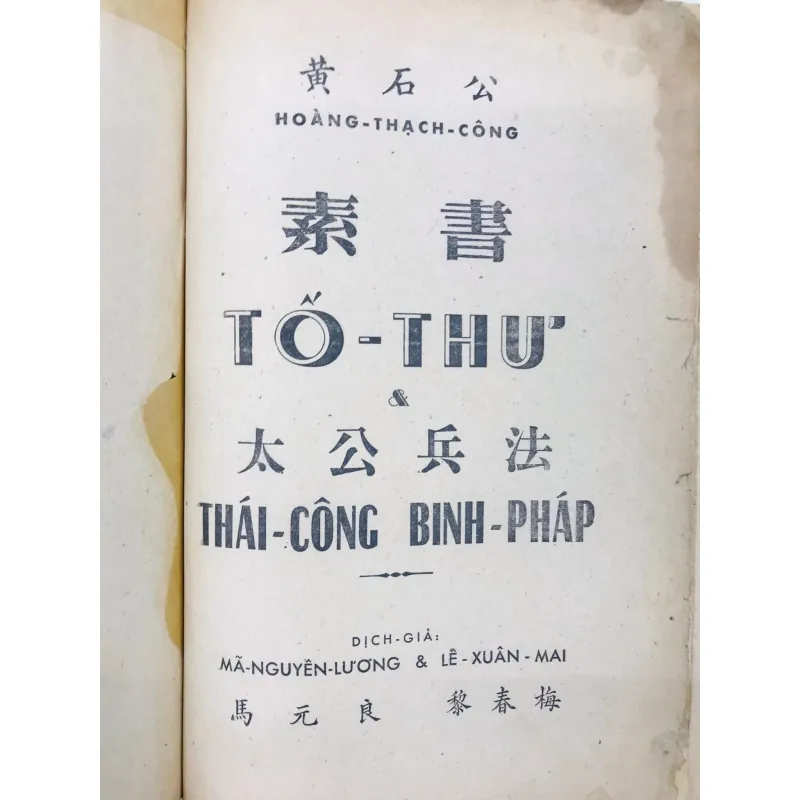 黄 石 公
HOÀNG-THẠCH-CÔNG
素 書
TỐ-THƯ
&
太 公 兵 法
THÁI-CÔNG BINH-PHÁP
DỊCH-GIẢ:
MÃ-NGUYÊN-LƯƠNG & LÊ-XUÂN-MAI
馬 元 良 黎 春 梅